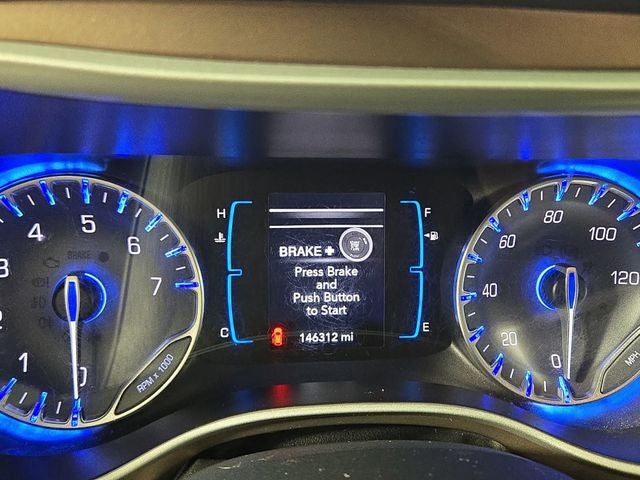 BRAKE +
Press Brake
and
Push Button
to Start
146312 mi
H
C
F
E
BRAKE
0
1
2
3
4
5
6
7
RPM x 1000
0
20
40
60
80
100
120
MPH